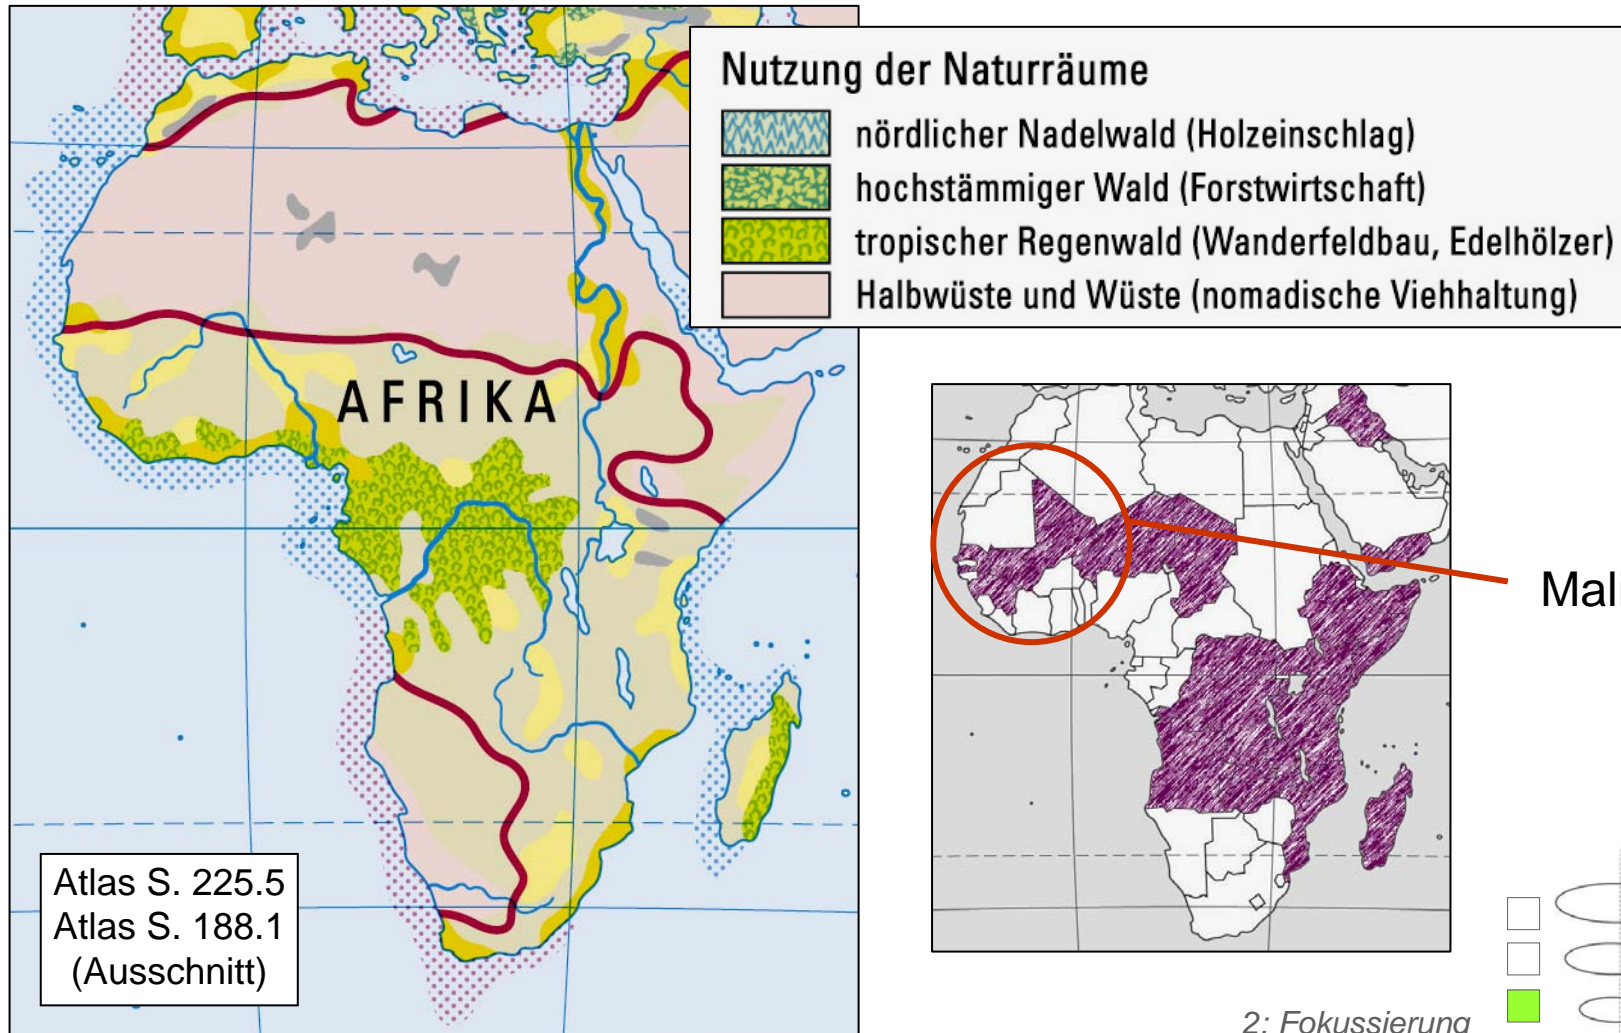 Nutzung der Naturräume
nördlicher Nadelwald (Holzeinschlag)
hochstämmiger Wald (Forstwirtschaft)
tropischer Regenwald (Wanderfeldbau, Edelhölzer)
Halbwüste und Wüste (nomadische Viehhaltung)
AFRIKA
Mali
Atlas S. 225.5
Atlas S. 188.1
(Ausschnitt)
2: Fokussierung